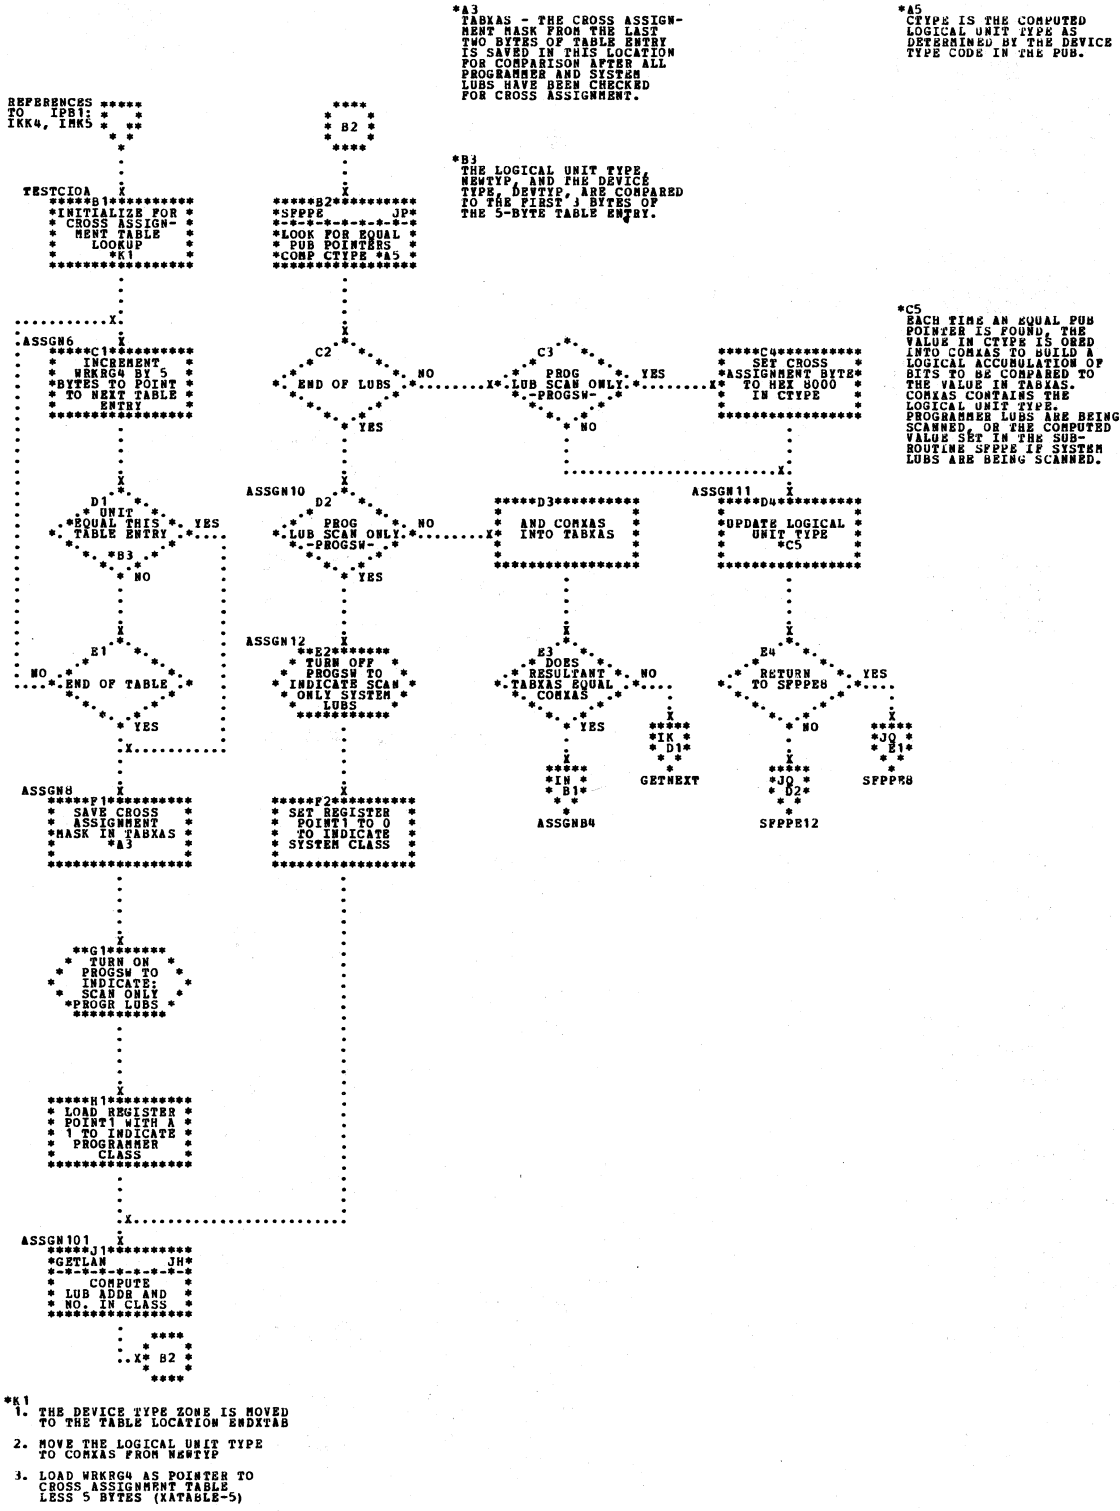 *A3
TABXAS - THE CROSS ASSIGN-
MENT MASK FROM THE LAST
TWO BYTES OF TABLE ENTRY
IS SAVED IN THIS LOCATION
FOR COMPARISON AFTER ALL
PROGRAMMER AND SYSTEM
LUBS HAVE BEEN CHECKED
FOR CROSS ASSIGNMENT.
*A5
CTYPE IS THE COMPUTED
LOGICAL UNIT TYPE AS
DETERMINED BY THE DEVICE
TYPE CODE IN THE PUB.
REFERENCES
TO IPB1:
IKK4, IMK5
B2
*B3
THE LOGICAL UNIT TYPE,
NEWTYP, AND THE DEVICE
TYPE, DEVTYP, ARE COMPARED
TO THE FIRST 3 BYTES OF
THE 5-BYTE TABLE ENTRY.
TESTCIOA
B1
INITIALIZE FOR
CROSS ASSIGN-
MENT TABLE
LOOKUP
*K1
B2
SFPPE JP
LOOK FOR EQUAL
PUB POINTERS
COMP CTYPE *A5
*C5
EACH TIME AN EQUAL PUB
POINTER IS FOUND, THE
VALUE IN CTYPE IS ORED
INTO COMXAS TO BUILD A
LOGICAL ACCUBULATION OF
BITS TO BE COMPARED TO
THE VALUE IN TABXAS.
COMXAS CONTAINS THE
LOGICAL UNIT TYPE.
PROGRAMMER LUBS ARE BEING
SCANNED, OR THE COMPUTED
VALUE SET IN THE SUB-
ROUTINE SFPPE IF SYSTEM
LUBS ARE BEING SCANNED.
ASSGN6
C1
INCREMENT
WRKRG4 BY 5
BYTES TO POINT
TO NEXT TABLE
ENTRY
C2
END OF LUBS
NO
YES
C3
PROG
LUB SCAN ONLY
-PROGSW-
YES
NO
C4
SET CROSS
ASSIGNMENT BYTE
TO HEX 8000
IN CTYPE
D1
UNIT
EQUAL THIS
TABLE ENTRY
*B3
YES
NO
ASSGN10
D2
PROG
LUB SCAN ONLY
-PROGSW-
NO
YES
D3
AND COMXAS
INTO TABXAS
ASSGN11
D4
UPDATE LOGICAL
UNIT TYPE
*C5
E1
END OF TABLE
NO
YES
ASSGN12
E2
TURN OFF
PROGSW TO
INDICATE SCAN
ONLY SYSTEM
LUBS
E3
DOES
RESULTANT
TABXAS EQUAL
COMXAS
NO
YES
IK
D1
GETNEXT
IN
B1
ASSGNB4
E4
RETURN
TO SFPPE8
YES
NO
JQ
E1
SFPPE8
JQ
D2
SFPPE12
ASSGN8
F1
SAVE CROSS
ASSIGNMENT
MASK IN TABXAS
*A3
F2
SET REGISTER
POINT1 TO 0
TO INDICATE
SYSTEM CLASS
G1
TURN ON
PROGSW TO
INDICATE:
SCAN ONLY
PROGR LUBS
H1
LOAD REGISTER
POINT1 WITH A
1 TO INDICATE
PROGRAMMER
CLASS
ASSGN101
J1
GETLAN JH
COMPUTE
LUB ADDR AND
NO. IN CLASS
B2
*K1
1. THE DEVICE TYPE ZONE IS MOVED
TO THE TABLE LOCATION ENDXTAB
2. MOVE THE LOGICAL UNIT TYPE
TO COMXAS FROM NEWTYP
3. LOAD WRKRG4 AS POINTER TO
CROSS ASSIGNMENT TABLE
LESS 5 BYTES (XATABLE-5)